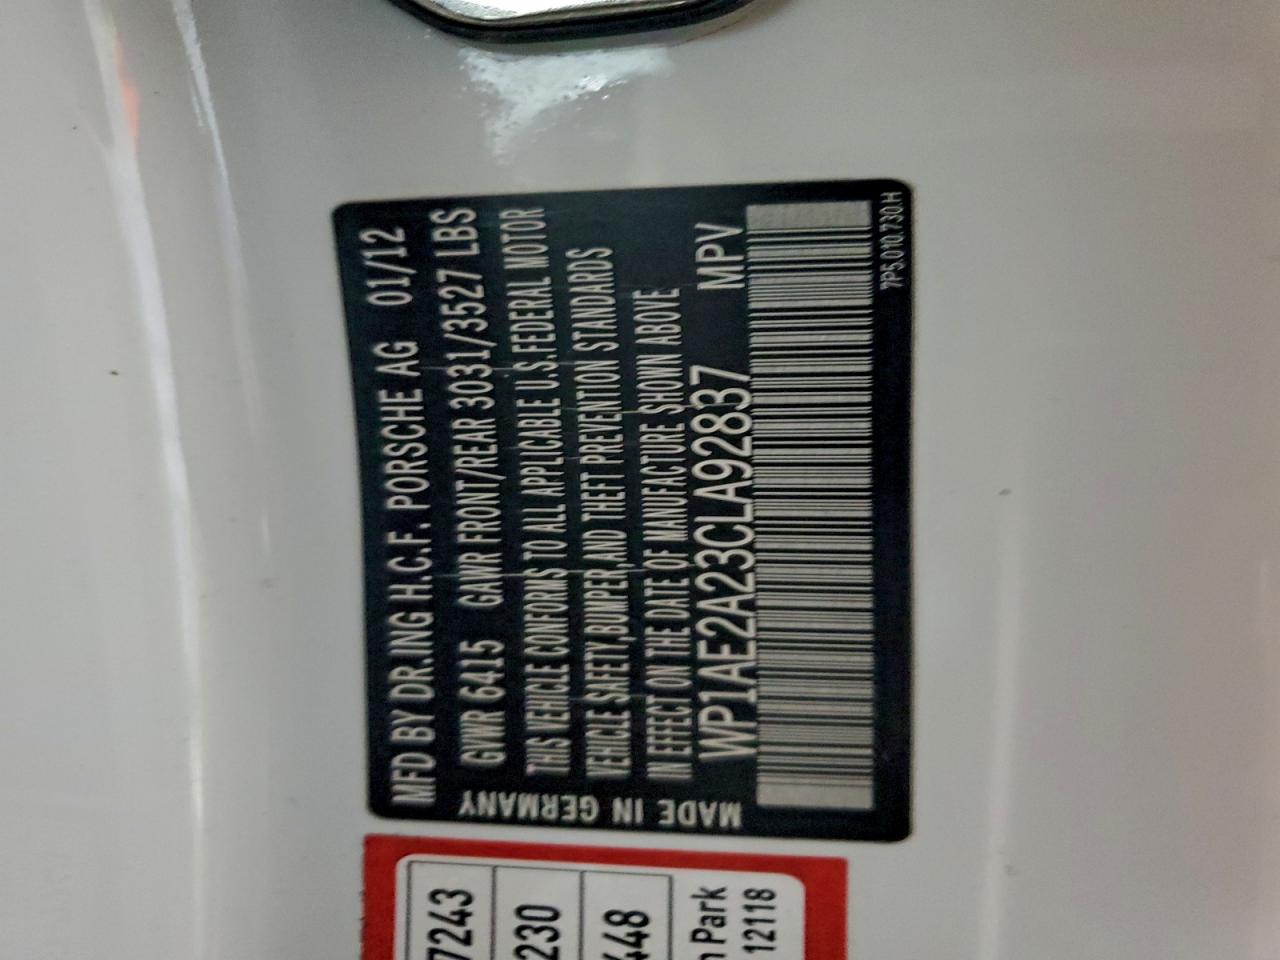 MFD BY DR.ING H.C.F. PORSCHE AG 01/12
GVWR 6415 GAWR FRONT/REAR 3031/3527 LBS
THIS VEHICLE CONFORMS TO ALL APPLICABLE U.S.FEDERAL MOTOR
VEHICLE SAFETY,BUMPER,AND THEFT PREVENTION STANDARDS
IN EFFECT ON THE DATE OF MANUFACTURE SHOWN ABOVE
WP1AE2A23CLA92837 MPV
7P5.010.730.H
MADE IN GERMANY
7243
230
448
Park
12118